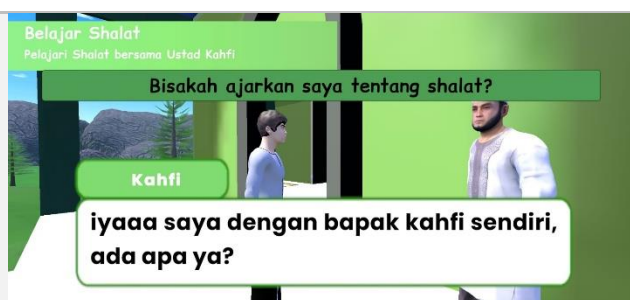 Belajar Shalat
Pelajari Shalat bersama Ustad Kahfi
Bisakah ajarkan saya tentang shalat?
Kahfi
iyaaa saya dengan bapak kahfi sendiri,
ada apa ya?